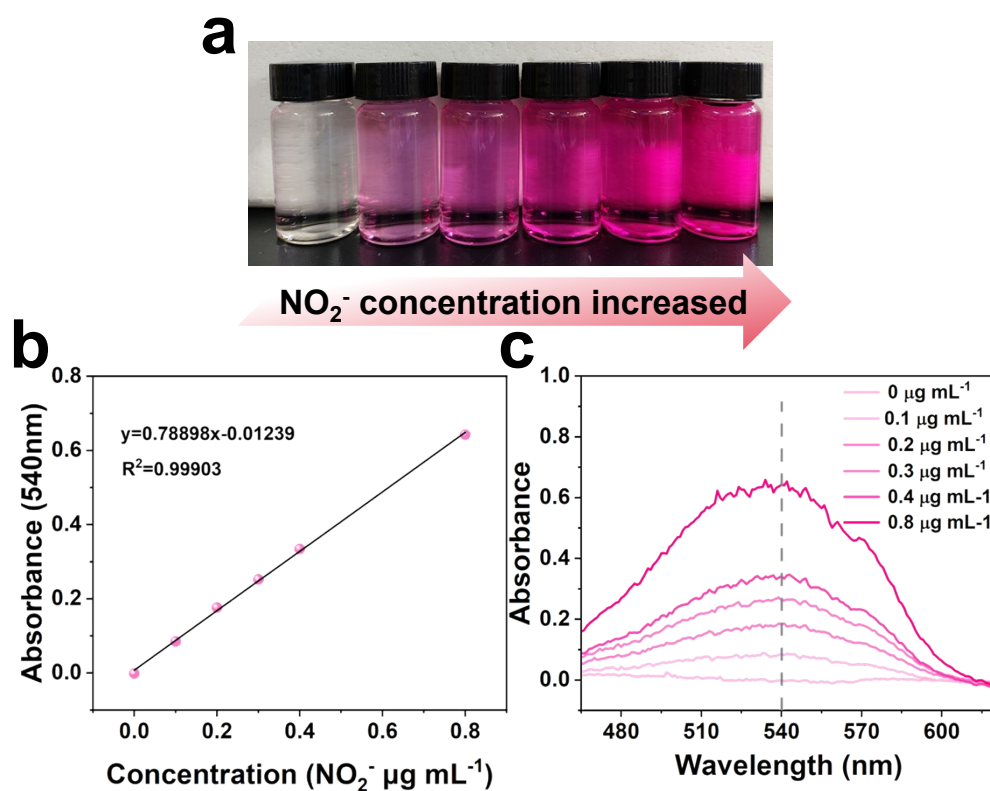 a
NO₂⁻ concentration increased
b
y=0.78898x-0.01239
R²=0.99903
Absorbance (540nm)
0.8
0.6
0.4
0.2
0.0
0.0 0.2 0.4 0.6 0.8
Concentration (NO₂⁻ μg mL⁻¹)
c
Absorbance
1.0
0.8
0.6
0.4
0.2
0.0
0 μg mL⁻¹
0.1 μg mL⁻¹
0.2 μg mL⁻¹
0.3 μg mL⁻¹
0.4 μg mL-1
0.8 μg mL-1
480 510 540 570 600
Wavelength (nm)